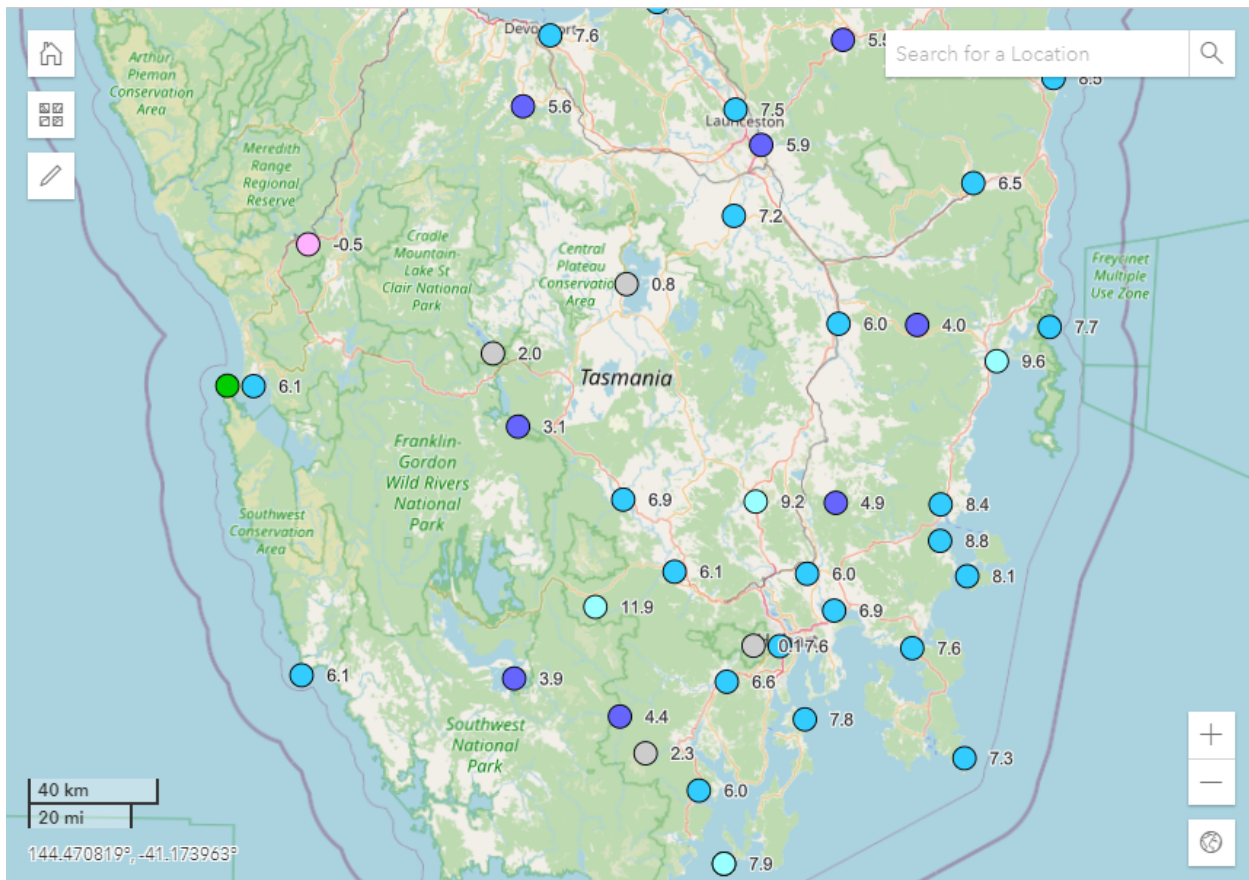 Devonport
7.6
5.5
Search for a Location
8.5
Arthur
Pieman
Conservation
Area
5.6
7.5
Launceston
5.9
Meredith
Range
Regional
Reserve
6.5
7.2
-0.5
Cradle
Mountain-
Lake St
Clair National
Park
Central
Plateau
Conservation
Area
0.8
Freycinet
Multiple
Use Zone
6.0
4.0
7.7
2.0
9.6
Tasmania
6.1
3.1
Franklin-
Gordon
Wild Rivers
National
Park
6.9
9.2
4.9
8.4
Southwest
Conservation
Area
8.8
6.1
6.0
8.1
11.9
6.9
0.1
7.6
7.6
6.1
3.9
6.6
4.4
7.8
Southwest
National
Park
2.3
7.3
40 km
6.0
20 mi
144.470819°, -41.173963°
7.9